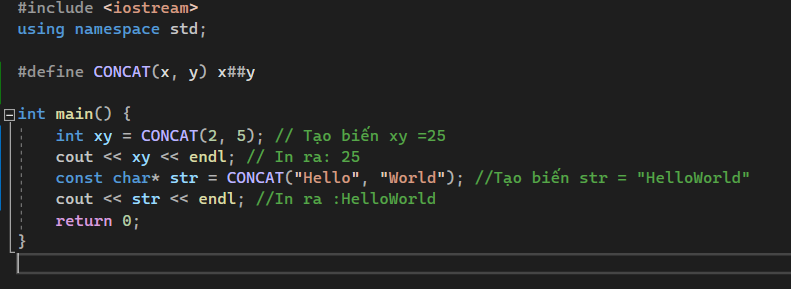 #include <iostream>
using namespace std;
#define CONCAT(x, y) x##y
int main() {
int xy = CONCAT(2, 5); // Tạo biến xy =25
cout << xy << endl; // In ra: 25
const char* str = CONCAT("Hello", "World"); //Tạo biến str = "HelloWorld"
cout << str << endl; //In ra :HelloWorld
return 0;
}